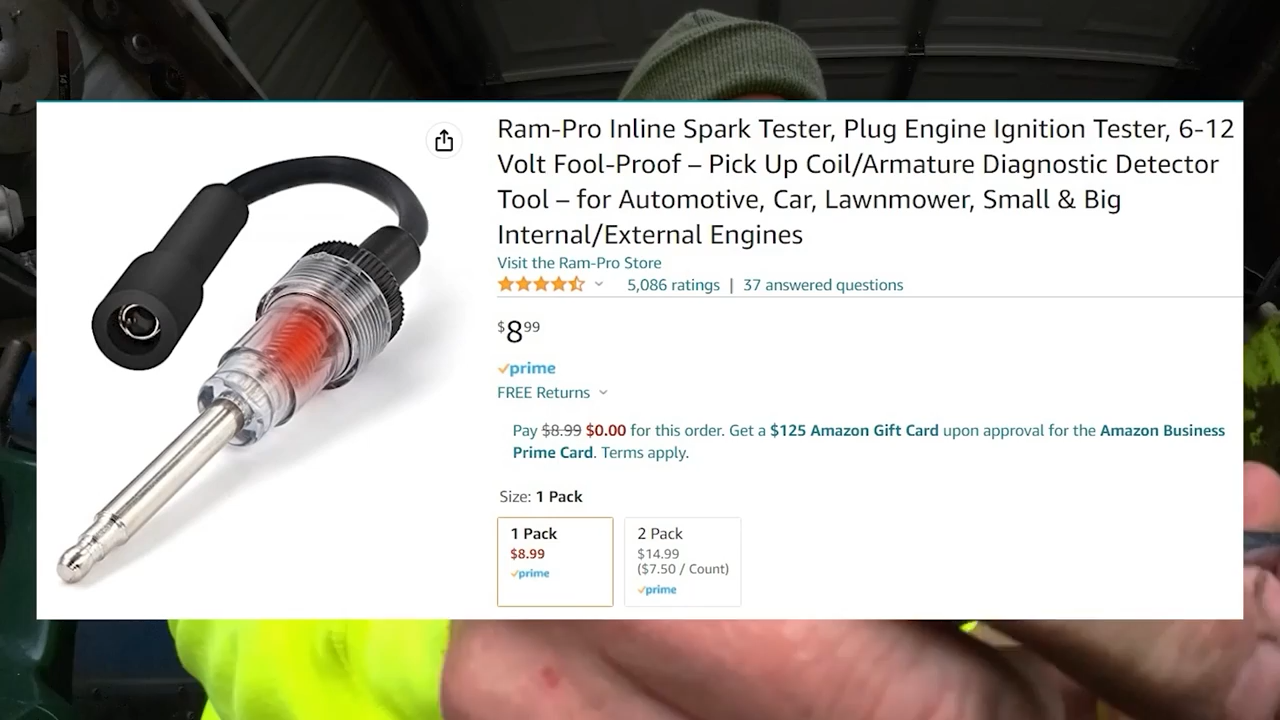 Ram-Pro Inline Spark Tester, Plug Engine Ignition Tester, 6-12
Volt Fool-Proof – Pick Up Coil/Armature Diagnostic Detector
Tool – for Automotive, Car, Lawnmower, Small & Big
Internal/External Engines
Visit the Ram-Pro Store
5,086 ratings | 37 answered questions
$8 99
prime
FREE Returns
Pay $8.99 $0.00 for this order. Get a $125 Amazon Gift Card upon approval for the Amazon Business
Prime Card. Terms apply.
Size: 1 Pack
1 Pack
$8.99
prime
2 Pack
$14.99
($7.50 / Count)
prime